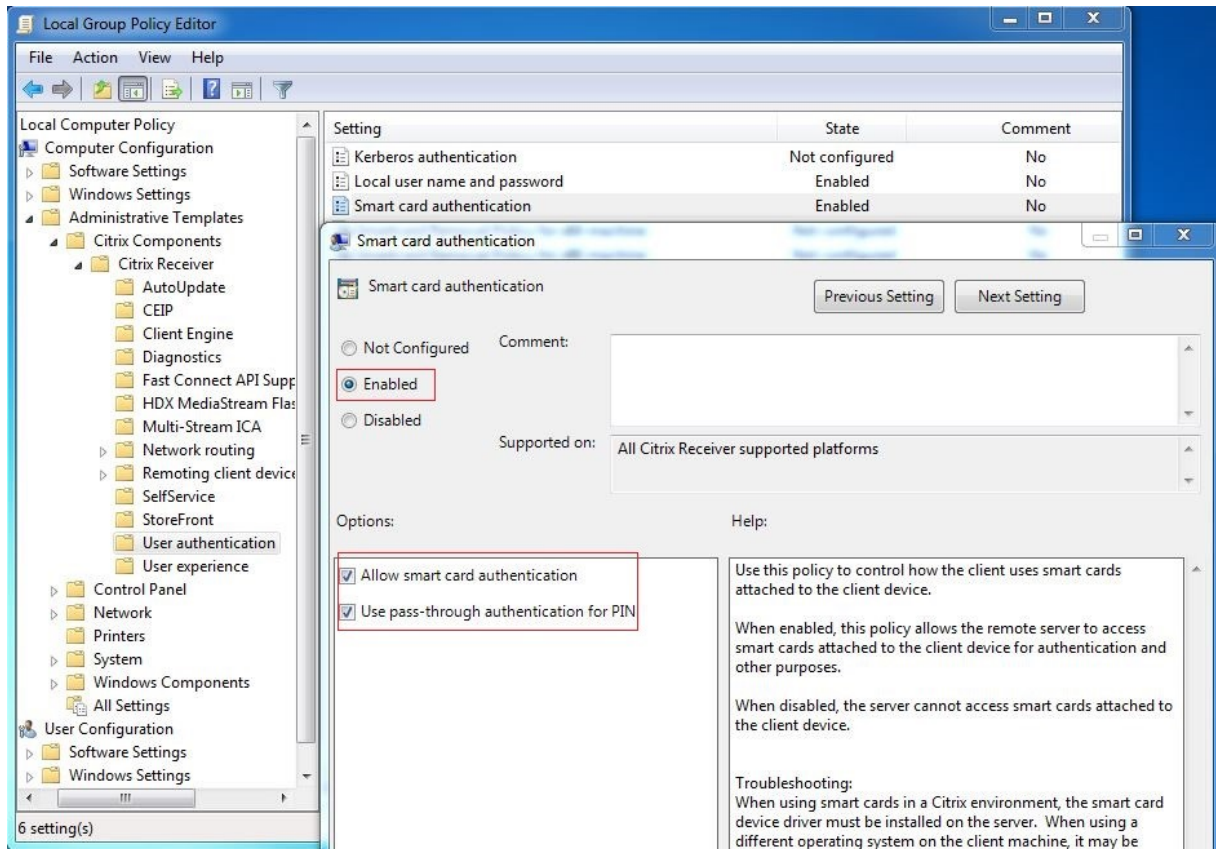 Local Group Policy Editor
File Action View Help
Local Computer Policy
Computer Configuration
Software Settings
Windows Settings
Administrative Templates
Citrix Components
Citrix Receiver
AutoUpdate
CEIP
Client Engine
Diagnostics
Fast Connect API Supp
HDX MediaStream Flas
Multi-Stream ICA
Network routing
Remoting client device
SelfService
StoreFront
User authentication
User experience
Control Panel
Network
Printers
System
Windows Components
All Settings
User Configuration
Software Settings
Windows Settings
6 setting(s)
Setting State Comment
Kerberos authentication Not configured No
Local user name and password Enabled No
Smart card authentication Enabled No
Smart card authentication
Smart card authentication
Previous Setting Next Setting
Not Configured
Enabled
Disabled
Comment:
Supported on:
All Citrix Receiver supported platforms
Options:
Allow smart card authentication
Use pass-through authentication for PIN
Help:
Use this policy to control how the client uses smart cards
attached to the client device.
When enabled, this policy allows the remote server to access
smart cards attached to the client device for authentication and
other purposes.
When disabled, the server cannot access smart cards attached to
the client device.
Troubleshooting:
When using smart cards in a Citrix environment, the smart card
device driver must be installed on the server. When using a
different operating system on the client machine, it may be